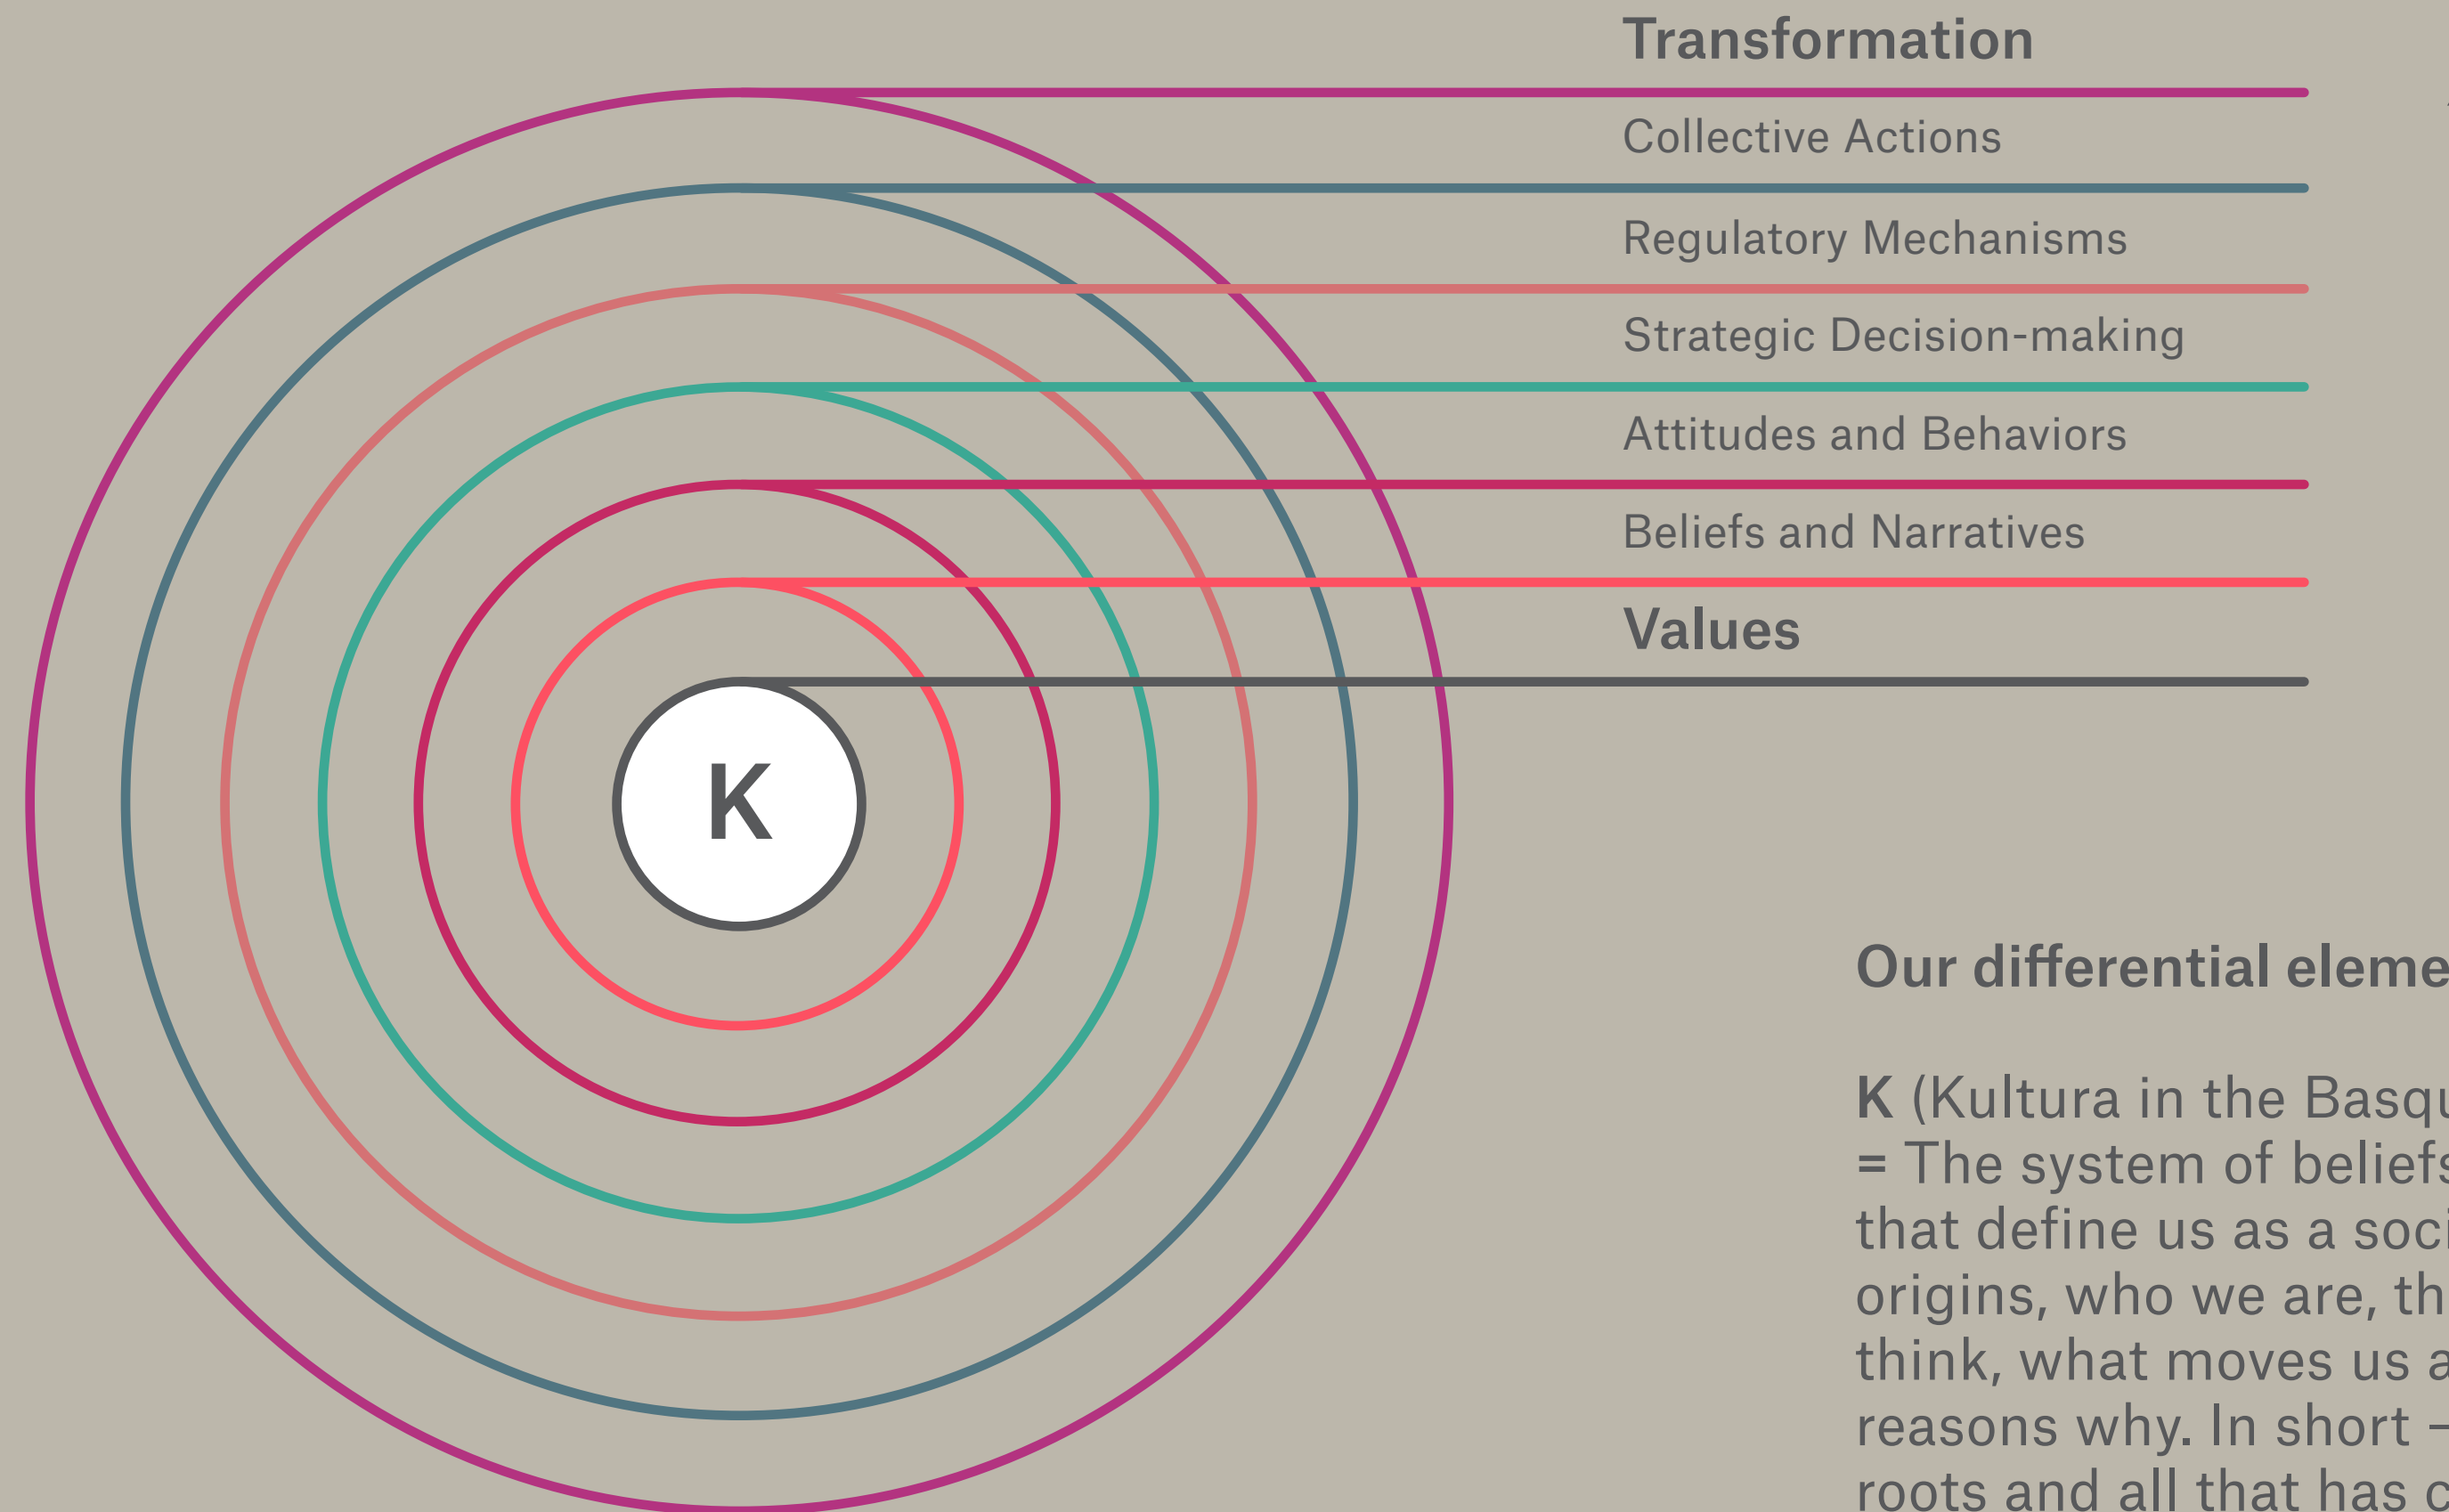 Transformation
Collective Actions
Regulatory Mechanisms
Strategic Decision-making
Attitudes and Behaviors
Beliefs and Narratives
Values
K
Our differential
K (Kultura in the
= The system of beliefs
that define us as a
origins, who we are,
think, what moves us
reasons why. In short –
roots and all that has